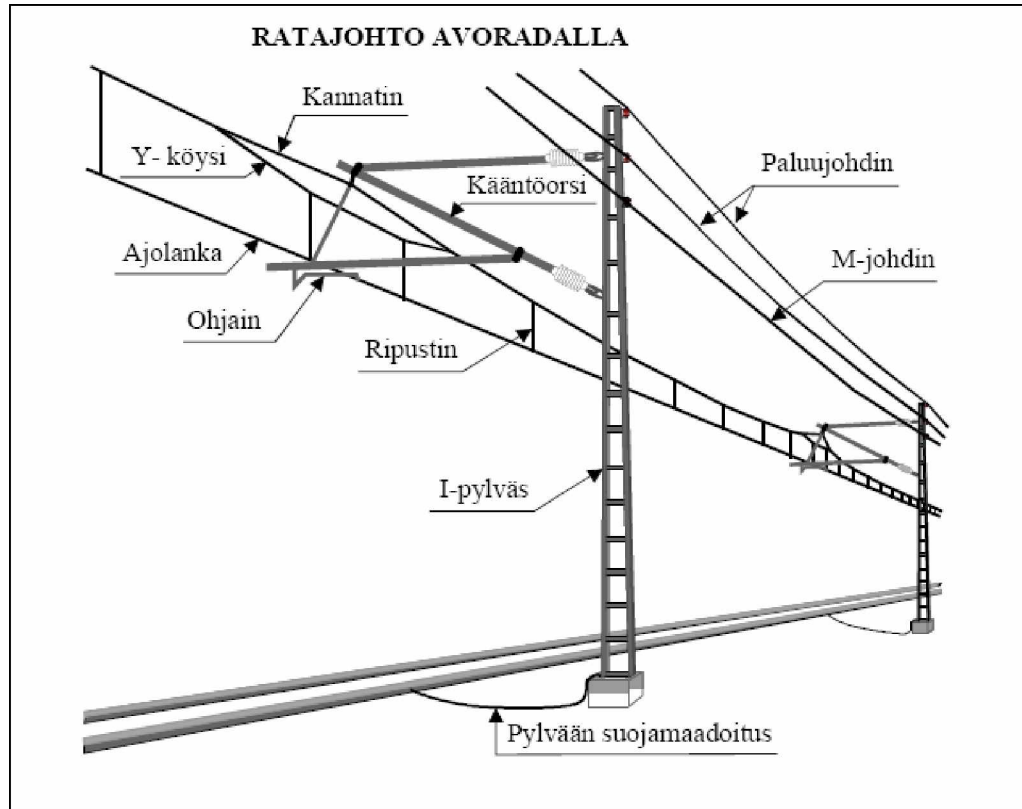 RATAJOHTO AVORADALLA
Kannatin
Y- köysi
Kääntöorsi
Paluujohdin
Ajolanka
M-johdin
Ohjain
Ripustin
I-pylväs
Pylvään suojamaadoitus